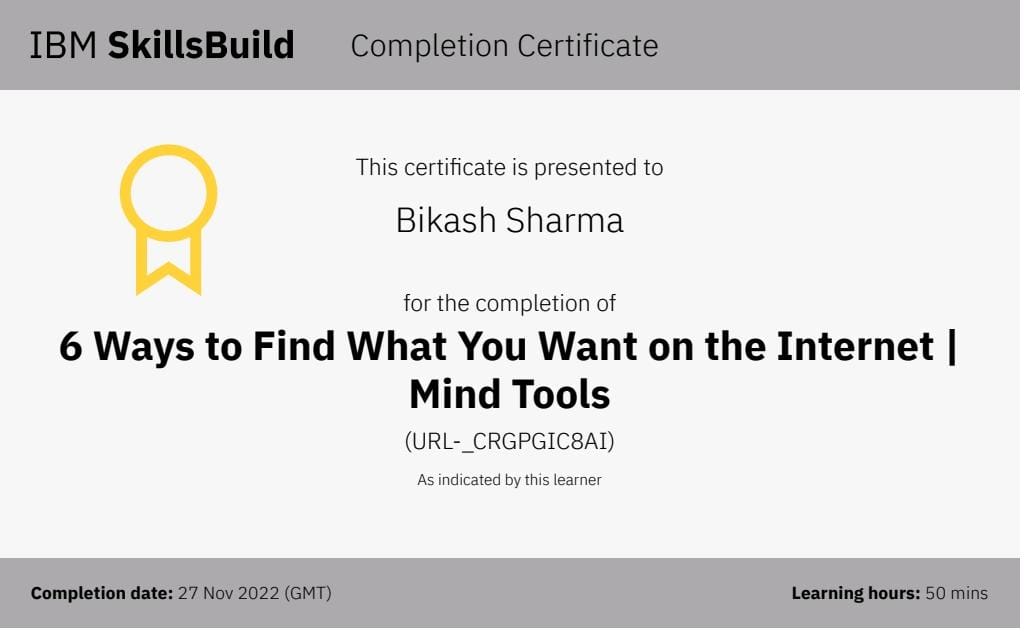 IBM SkillsBuild Completion Certificate
This certificate is presented to
Bikash Sharma
for the completion of
6 Ways to Find What You Want on the Internet |
Mind Tools
(URL-_CRGPGIC8AI)
As indicated by this learner
Completion date: 27 Nov 2022 (GMT) Learning hours: 50 mins